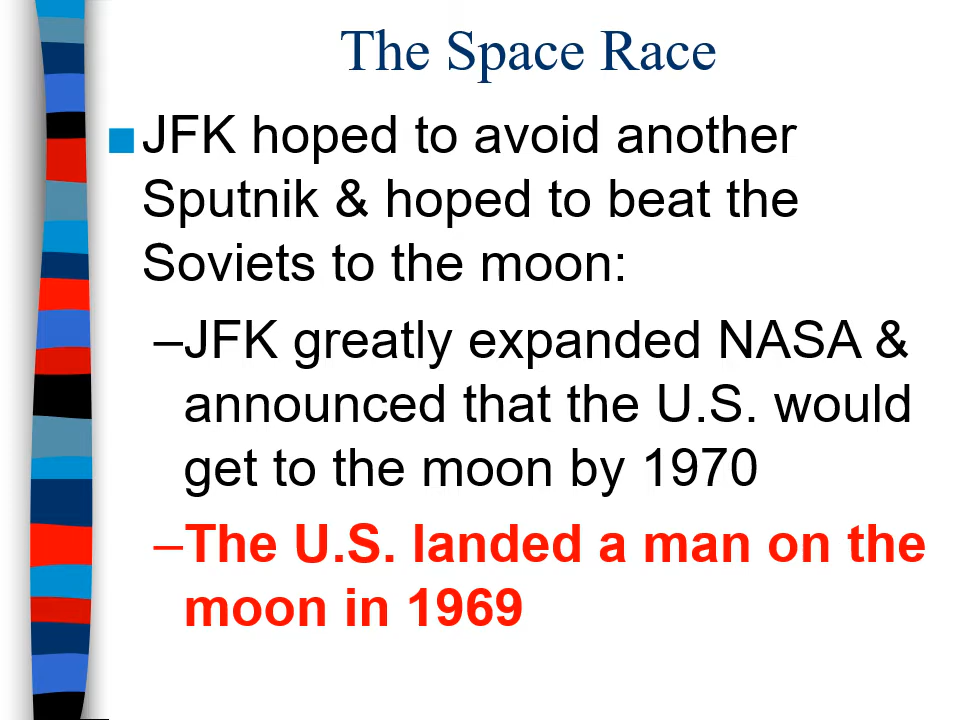 The Space Race
■JFK hoped to avoid another
Sputnik & hoped to beat the
Soviets to the moon:
–JFK greatly expanded NASA &
announced that the U.S. would
get to the moon by 1970
–The U.S. landed a man on the
moon in 1969